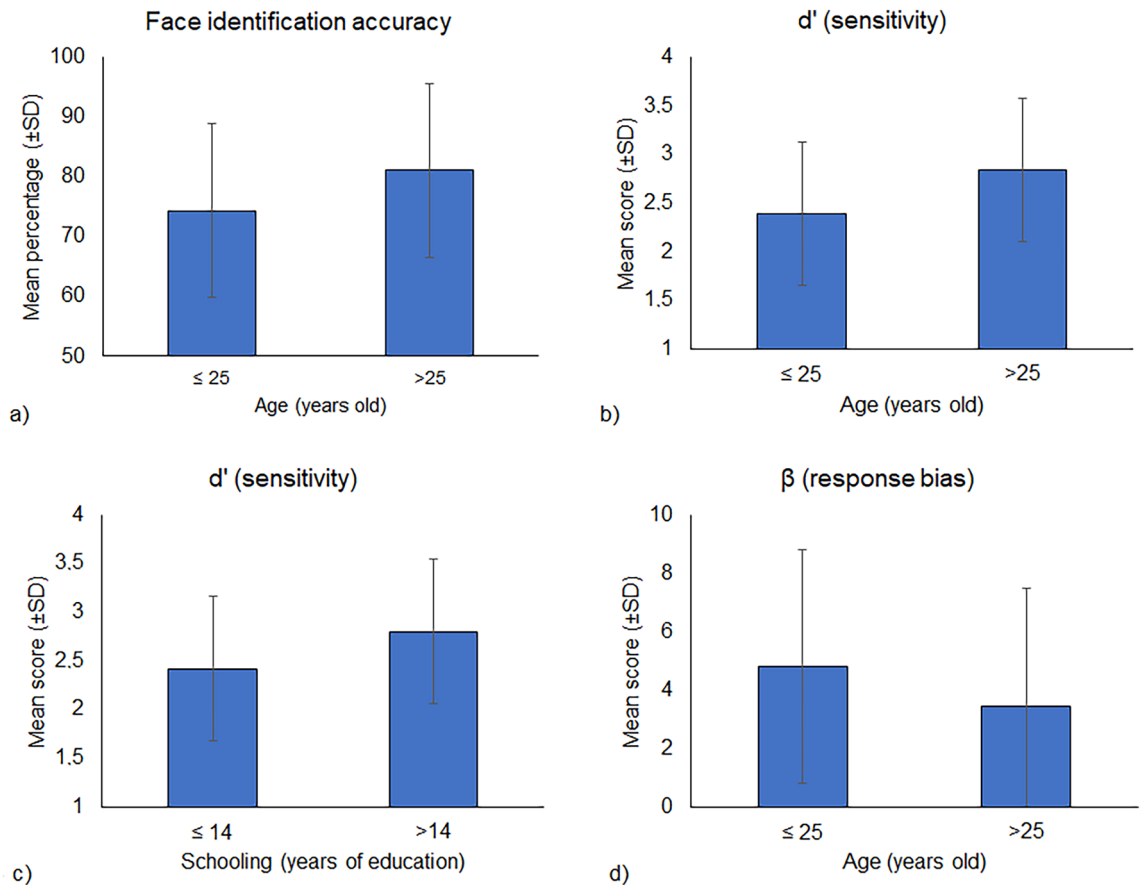 Face identification accuracy
Mean percentage (±SD)
100
90
80
70
60
50
≤ 25
>25
Age (years old)
a)
d' (sensitivity)
Mean score (±SD)
4
3.5
3
2.5
2
1.5
1
≤ 25
>25
Age (years old)
b)
d' (sensitivity)
Mean score (±SD)
4
3.5
3
2.5
2
1.5
1
≤ 14
>14
Schooling (years of education)
c)
β (response bias)
Mean score (±SD)
10
8
6
4
2
0
≤ 25
>25
Age (years old)
d)